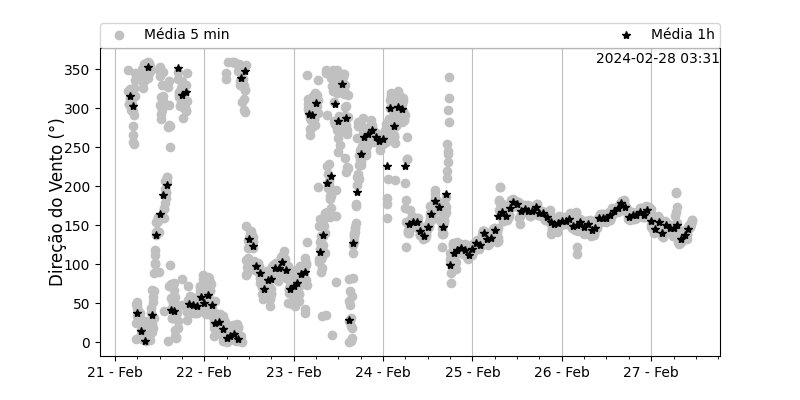 Média 5 min
Média 1h
2024-02-28 03:31
Direção do Vento (°)
350
300
250
200
150
100
50
0
21 - Feb
22 - Feb
23 - Feb
24 - Feb
25 - Feb
26 - Feb
27 - Feb